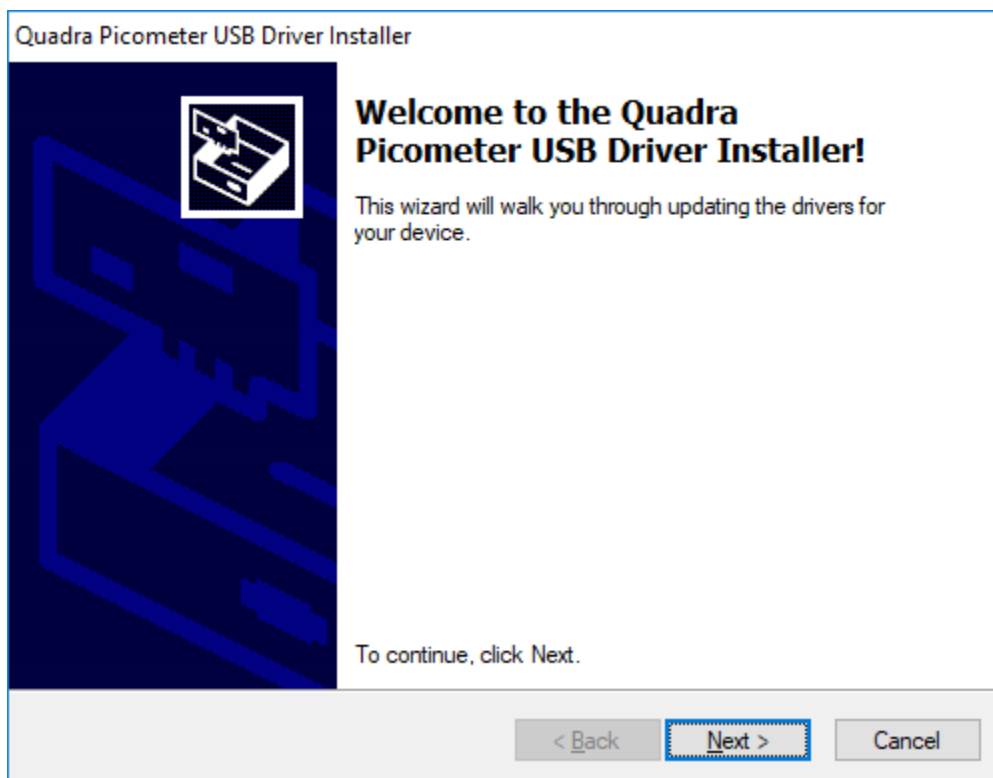 Quadra Picometer USB Driver Installer
Welcome to the Quadra
Picometer USB Driver Installer!
This wizard will walk you through updating the drivers for
your device.
To continue, click Next.
< Back
Next >
Cancel